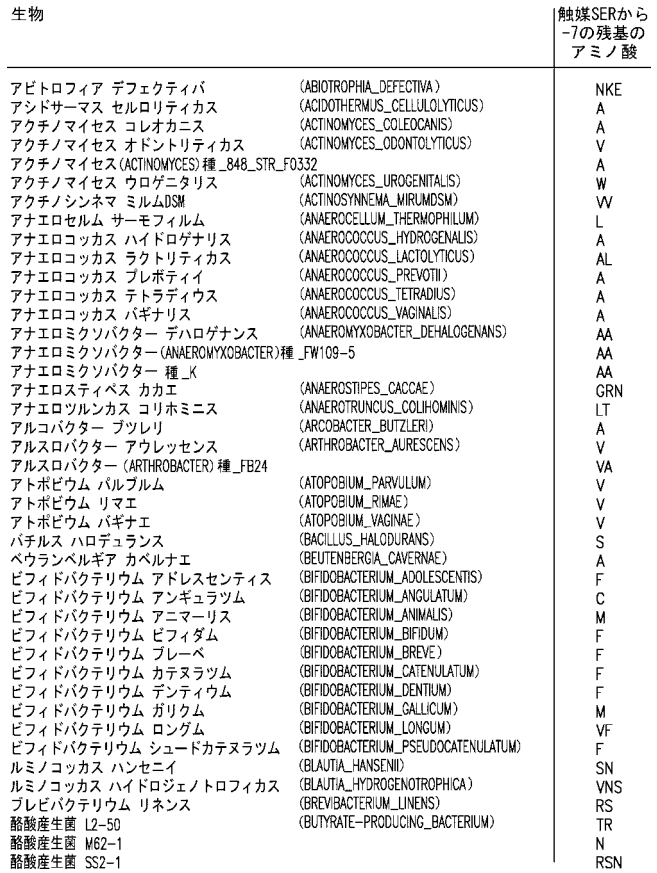 生物 触媒SERから
-7の残基の
アミノ酸
アビトロフィア デフェクティバ (ABIOTROPHIA_DEFECTIVA) NKE
アシドサーマス セルロリティカス (ACIDOTHERMUS_CELLULOLYTICUS) A
アクチノマイセス コレオカニス (ACTINOMYCES_COLEOCANIS) A
アクチノマイセス オドントリティカス (ACTINOMYCES_ODONTOLYTICUS) V
アクチノマイセス(ACTINOMYCES)種_848_STR_F0332 A
アクチノマイセス ウロゲニタリス (ACTINOMYCES_UROGENITALIS) W
アクチノシンネマ ミルムDSM (ACTINOSYNNEMA_MIRUMDSM) VV
アナエロセルム サーモフィルム (ANAEROCELLUM_THERMOPHILUM) L
アナエロコッカス ハイドロゲナリス (ANAEROCOCCUS_HYDROGENALIS) A
アナエロコッカス ラクトリティカス (ANAEROCOCCUS_LACTOLYTICUS) AL
アナエロコッカス プレボティイ (ANAEROCOCCUS_PREVOTII) A
アナエロコッカス テトラディウス (ANAEROCOCCUS_TETRADIUS) A
アナエロコッカス バギナリス (ANAEROCOCCUS_VAGINALIS) A
アナエロミクソバクター デハロゲナンス (ANAEROMYXOBACTER_DEHALOGENANS) AA
アナエロミクソバクター(ANAEROMYXOBACTER)種_FW109-5 AA
アナエロミクソバクター 種_K AA
アナエロスティペス カカエ (ANAEROSTIPES_CACCAE) GRN
アナエロツルンカス コリホミニス (ANAEROTRUNCUS_COLIHOMINIS) LT
アルコバクター ブツレリ (ARCOBACTER_BUTZLERI) A
アルスロバクター アウレッセンス (ARTHROBACTER_AURESCENS) V
アルスロバクター(ARTHROBACTER)種_FB24 VA
アトポビウム パルブルム (ATOPOBIUM_PARVULUM) V
アトポビウム リマエ (ATOPOBIUM_RIMAE) V
アトポビウム バギナエ (ATOPOBIUM_VAGINAE) V
バチルス ハロデュランス (BACILLUS_HALODURANS) S
ベウランベルギア カベルナエ (BEUTENBERGIA_CAVERNAE) A
ビフィドバクテリウム アドレスセンティス (BIFIDOBACTERIUM_ADOLESCENTIS) F
ビフィドバクテリウム アンギュラツム (BIFIDOBACTERIUM_ANGULATUM) C
ビフィドバクテリウム アニマーリス (BIFIDOBACTERIUM_ANIMALIS) M
ビフィドバクテリウム ビフィダム (BIFIDOBACTERIUM_BIFIDUM) F
ビフィドバクテリウム ブレーベ (BIFIDOBACTERIUM_BREVE) F
ビフィドバクテリウム カテヌラツム (BIFIDOBACTERIUM_CATENULATUM) F
ビフィドバクテリウム デンティウム (BIFIDOBACTERIUM_DENTIUM) F
ビフィドバクテリウム ガリクム (BIFIDOBACTERIUM_GALLICUM) M
ビフィドバクテリウム ロングム (BIFIDOBACTERIUM_LONGUM) VF
ビフィドバクテリウム シュードカテヌラツム (BIFIDOBACTERIUM_PSEUDOCATENULATUM) F
ルミノコッカス ハンセニイ (BLAUTIA_HANSENII) SN
ルミノコッカス ハイドロジェノトロフィカス (BLAUTIA_HYDROGENOTROPHICA) VNS
ブレビバクテリウム リネンス (BREVIBACTERIUM_LINENS) RS
酪酸産生菌 L2-50 (BUTYRATE-PRODUCING_BACTERIUM) TR
酪酸産生菌 M62-1 N
酪酸産生菌 SS2-1 RSN